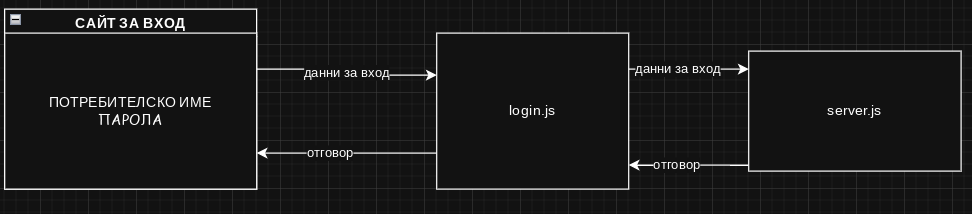 САЙТ ЗА ВХОД
ПОТРЕБИТЕЛСКО ИМЕ
ПАРОЛА
данни за вход
отговор
login.js
данни за вход
отговор
server.js